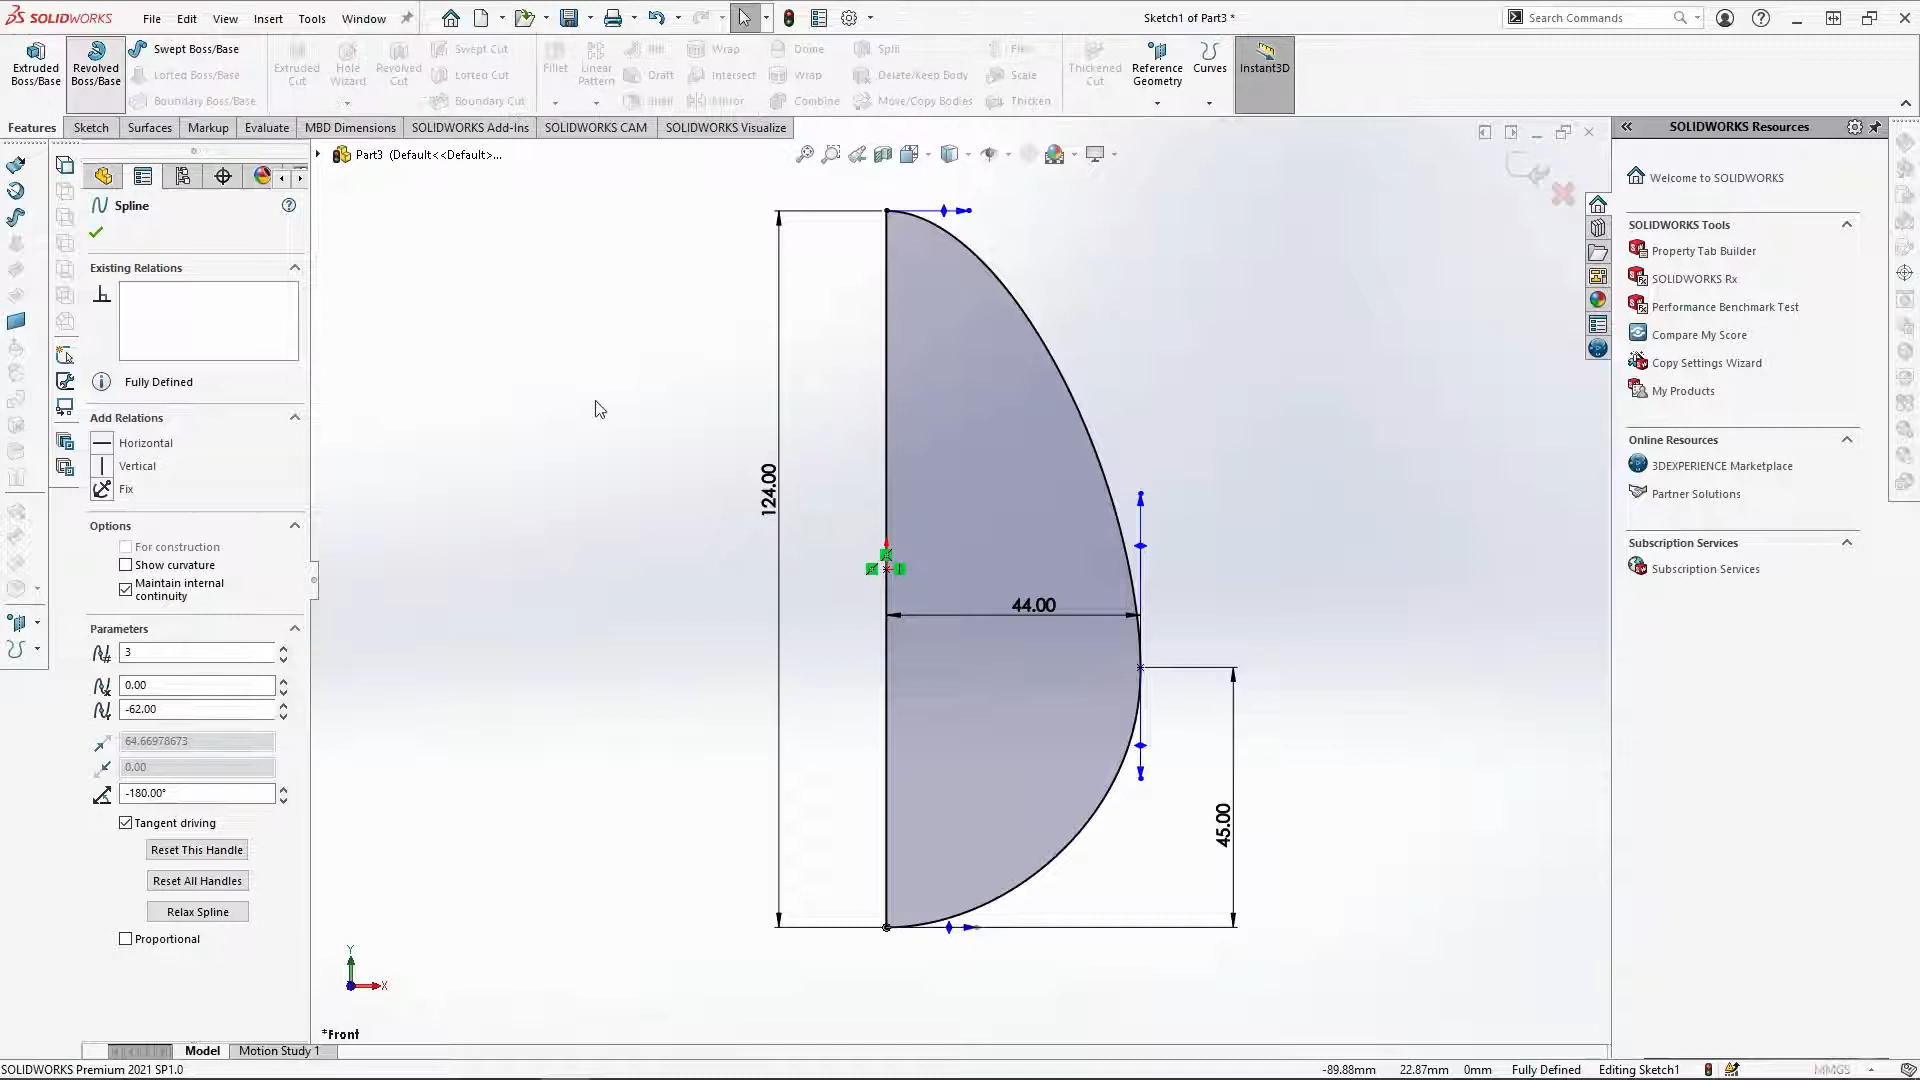 SOLIDWORKS
File Edit View Insert Tools Window
Sketch1 of Part3 *
Search Commands
Extruded Boss/Base
Revolved Boss/Base
Swept Boss/Base
Lofted Boss/Base
Boundary Boss/Base
Extruded Cut
Hole Wizard
Revolved Cut
Swept Cut
Lofted Cut
Boundary Cut
Fillet
Linear Pattern
Rib
Draft
Shell
Wrap
Intersect
Mirror
Dome
Wrap
Combine
Split
Delete/Keep Body
Move/Copy Bodies
Scale
Thicken
Thickened Cut
Reference Geometry
Curves
Instant3D
Features Sketch Surfaces Markup Evaluate MBD Dimensions SOLIDWORKS Add-Ins SOLIDWORKS CAM SOLIDWORKS Visualize
Part3 (Default<<Default>...
Spline
Existing Relations
Fully Defined
Add Relations
Horizontal
Vertical
Fix
Options
For construction
Show curvature
Maintain internal
continuity
Parameters
3
0.00
-62.00
64.66978673
0.00
-180.00°
Tangent driving
Reset This Handle
Reset All Handles
Relax Spline
Proportional
124.00
44.00
45.00
Y
X
*Front
SOLIDWORKS Resources
Welcome to SOLIDWORKS
SOLIDWORKS Tools
Property Tab Builder
SOLIDWORKS Rx
Performance Benchmark Test
Compare My Score
Copy Settings Wizard
My Products
Online Resources
3DEXPERIENCE Marketplace
Partner Solutions
Subscription Services
Subscription Services
Model Motion Study 1
SOLIDWORKS Premium 2021 SP1.0
-89.88mm 22.87mm 0mm Fully Defined Editing Sketch1 MMGS